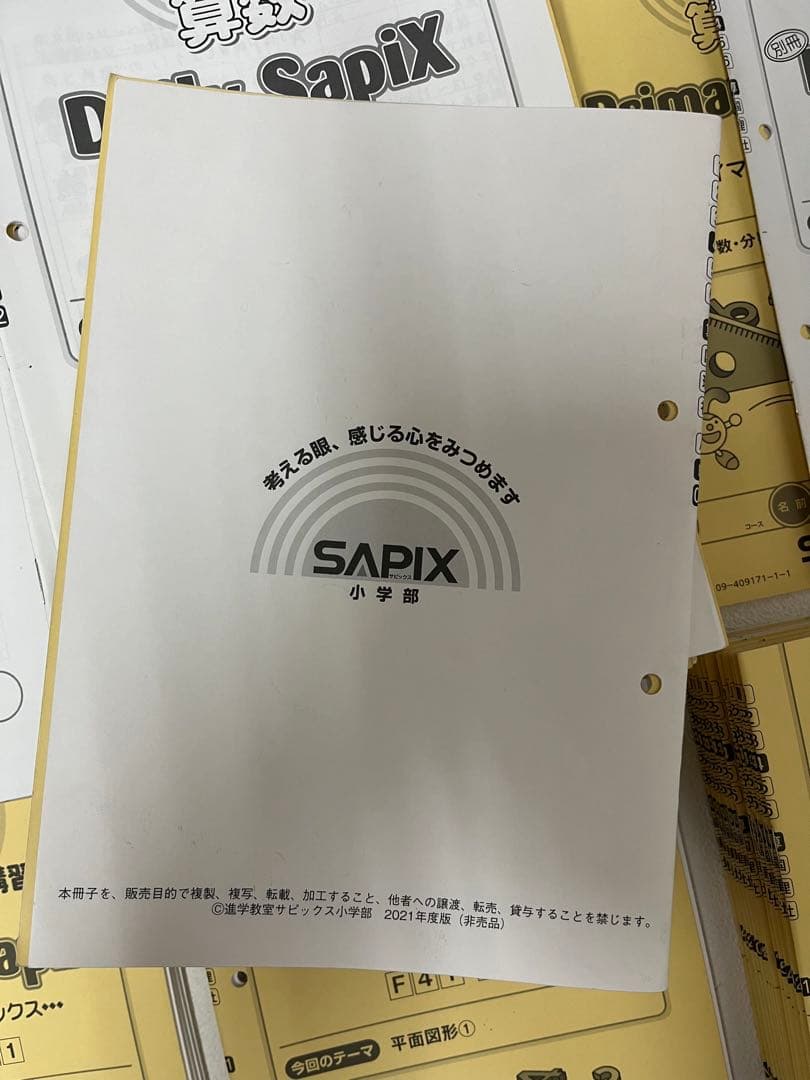 算数
SapiX
別冊
Prima
数・分
考える眼、感じる心をみつめます
SAPIX
サピックス
小学部
名前
コース
09-409171-1-1
本冊子を、販売目的で複製、複写、転載、加工すること、他者への譲渡、転売、貸与することを禁じます。
©進学教室サピックス小学部 2021年度版（非売品）
ックス…
F 4 1
1
今回のテーマ 平面図形①